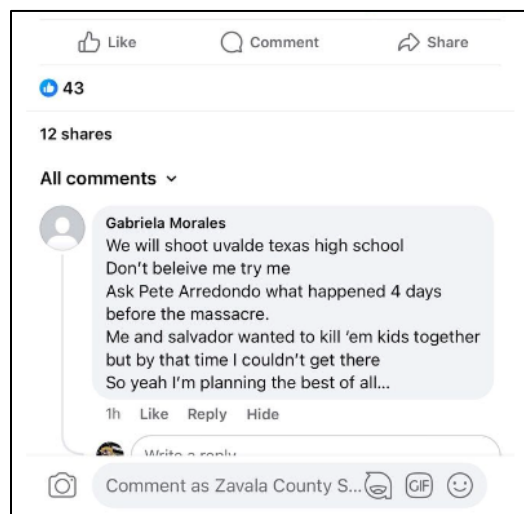 Like Comment Share
43
12 shares
All comments
Gabriela Morales
We will shoot uvalde texas high school
Don't beleive me try me
Ask Pete Arredondo what happened 4 days
before the massacre.
Me and salvador wanted to kill 'em kids together
but by that time I couldn't get there
So yeah I'm planning the best of all...
1h Like Reply Hide
Write a reply
Comment as Zavala County S... GIF